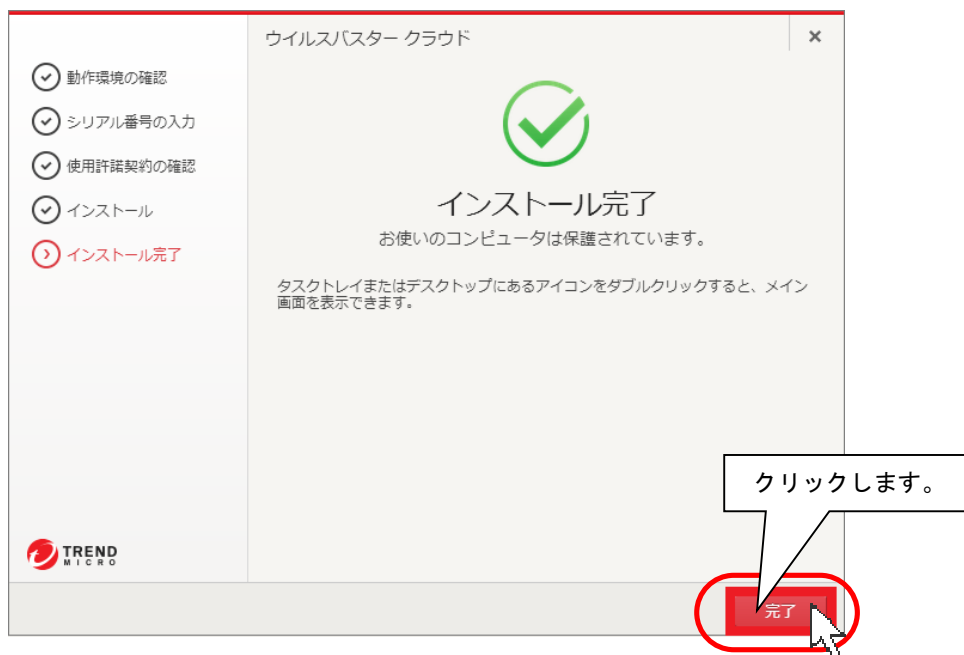 ウイルスバスター クラウド
動作環境の確認
シリアル番号の入力
使用許諾契約の確認
インストール
インストール完了
インストール完了
お使いのコンピュータは保護されています。
タスクトレイまたはデスクトップにあるアイコンをダブルクリックすると、メイン
画面を表示できます。
クリックします。
TREND
MICRO
完了